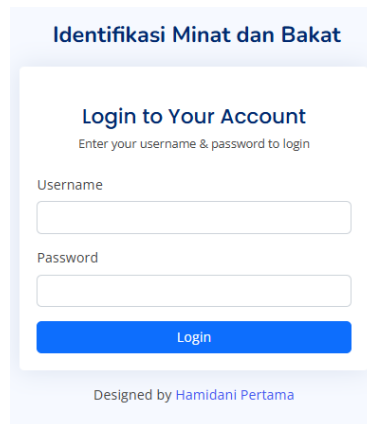 Identifikasi Minat dan Bakat
Login to Your Account
Enter your username & password to login
Username
Password
Login
Designed by Hamidani Pertama